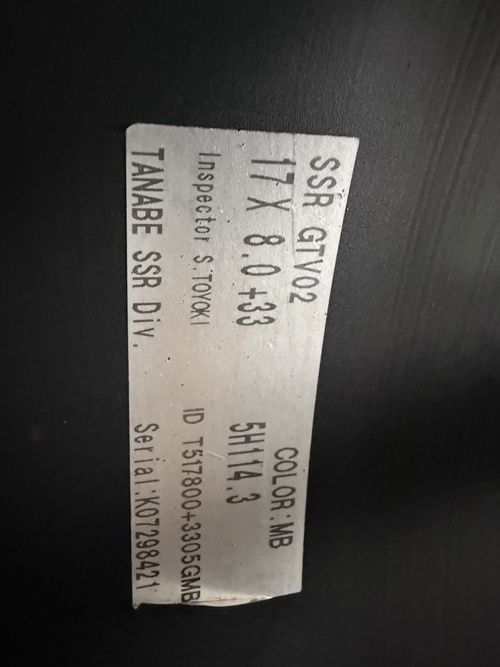 SSR GTV02 COLOR:MB
17 X 8.0 +33 5H114.3
Inspector S.TOYOKI ID T517800+3305GMB
TANABE SSR Div. Serial:K07298421